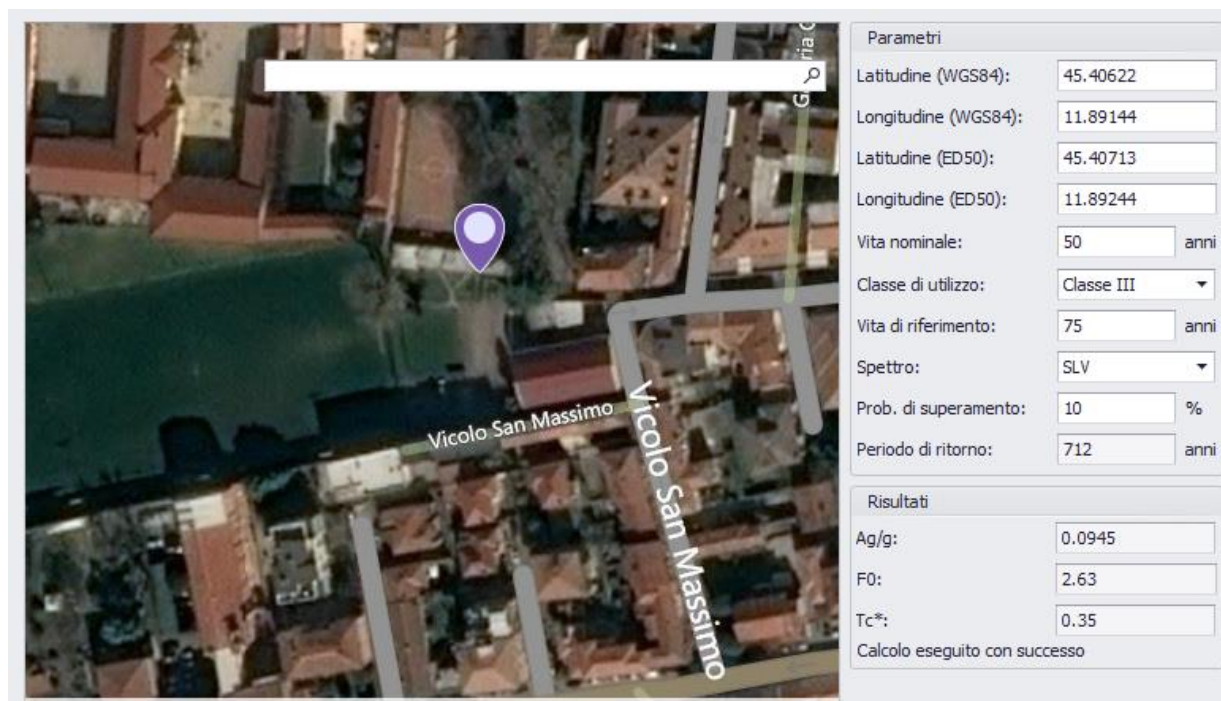 Vicolo San Massimo
Vicolo San Massimo
Parametri
Latitudine (WGS84): 45.40622
Longitudine (WGS84): 11.89144
Latitudine (ED50): 45.40713
Longitudine (ED50): 11.89244
Vita nominale: 50 anni
Classe di utilizzo: Classe III
Vita di riferimento: 75 anni
Spettro: SLV
Prob. di superamento: 10 %
Periodo di ritorno: 712 anni
Risultati
Ag/g: 0.0945
F0: 2.63
Tc*: 0.35
Calcolo eseguito con successo